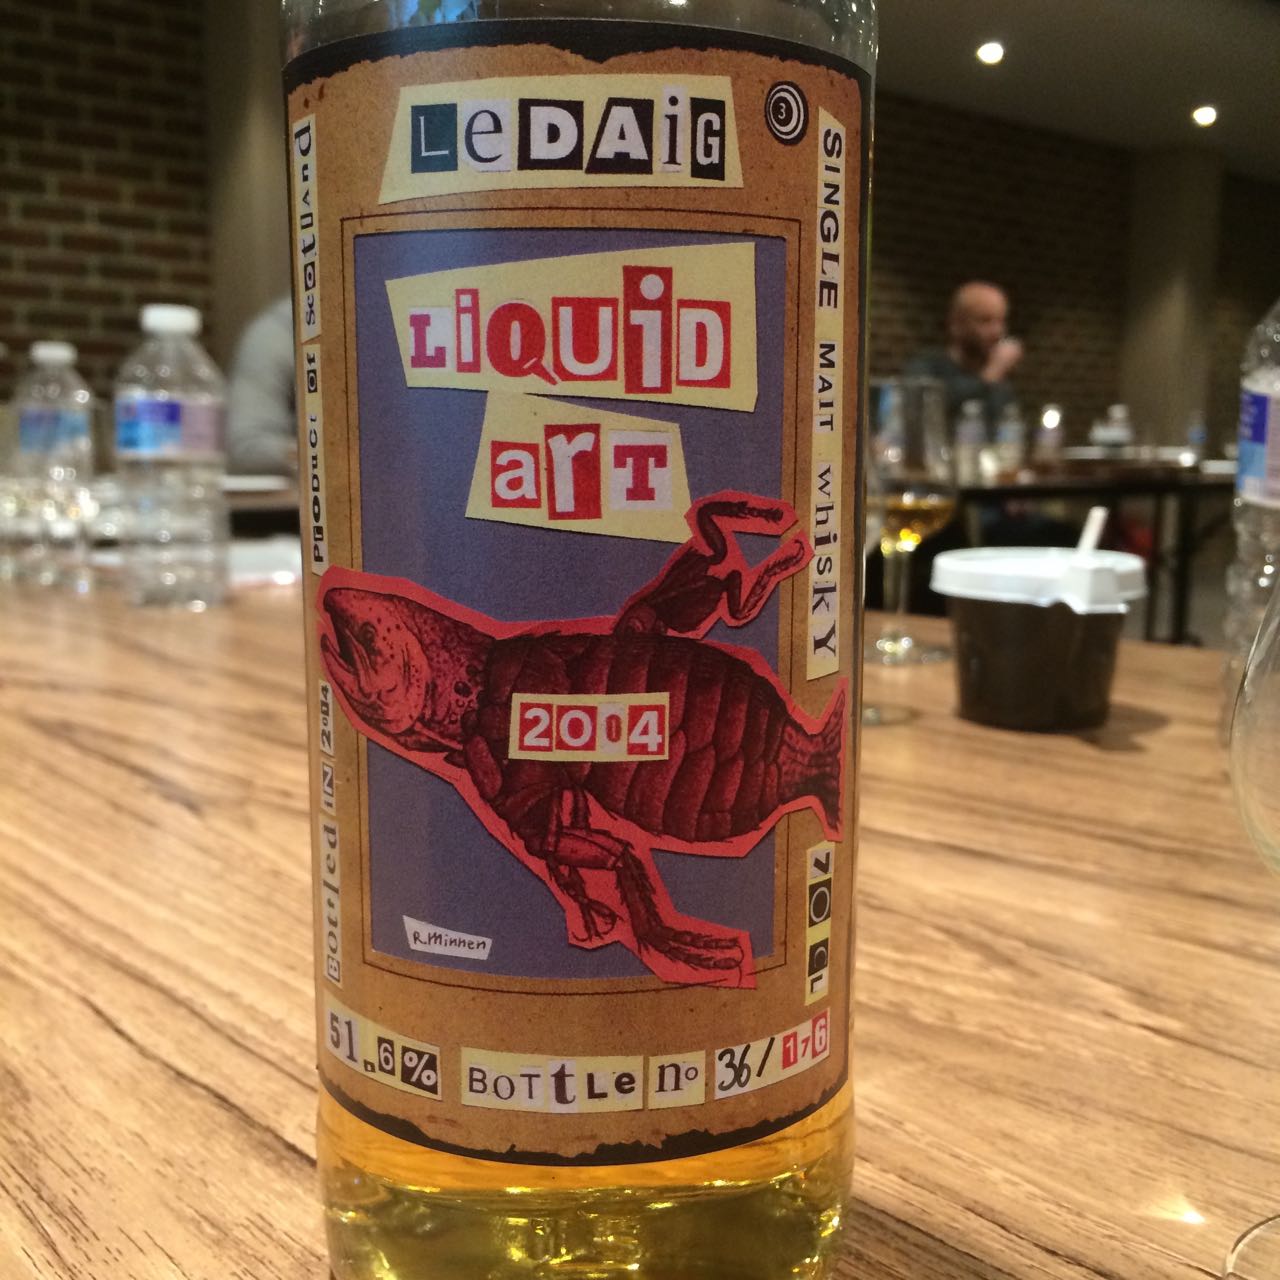 LeDAiG
3
Product of Scotland
SINGLE MAlT whiskY
LiQUiD
arT
2004
Bottled iN 2014
70 CL
R.Minnen
51.6% BOTtLe nº 36/176